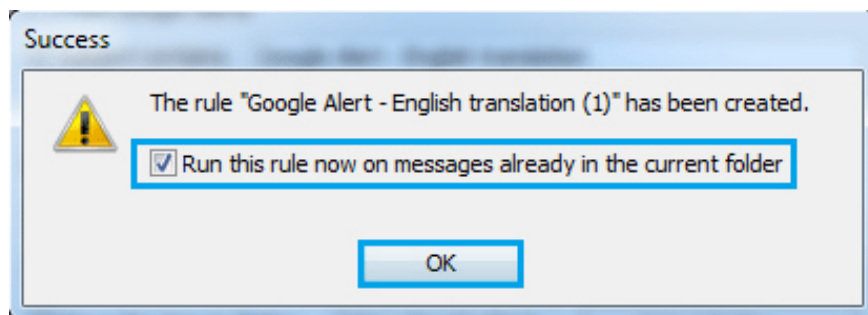 Success
The rule "Google Alert - English translation (1)" has been created.
Run this rule now on messages already in the current folder
OK